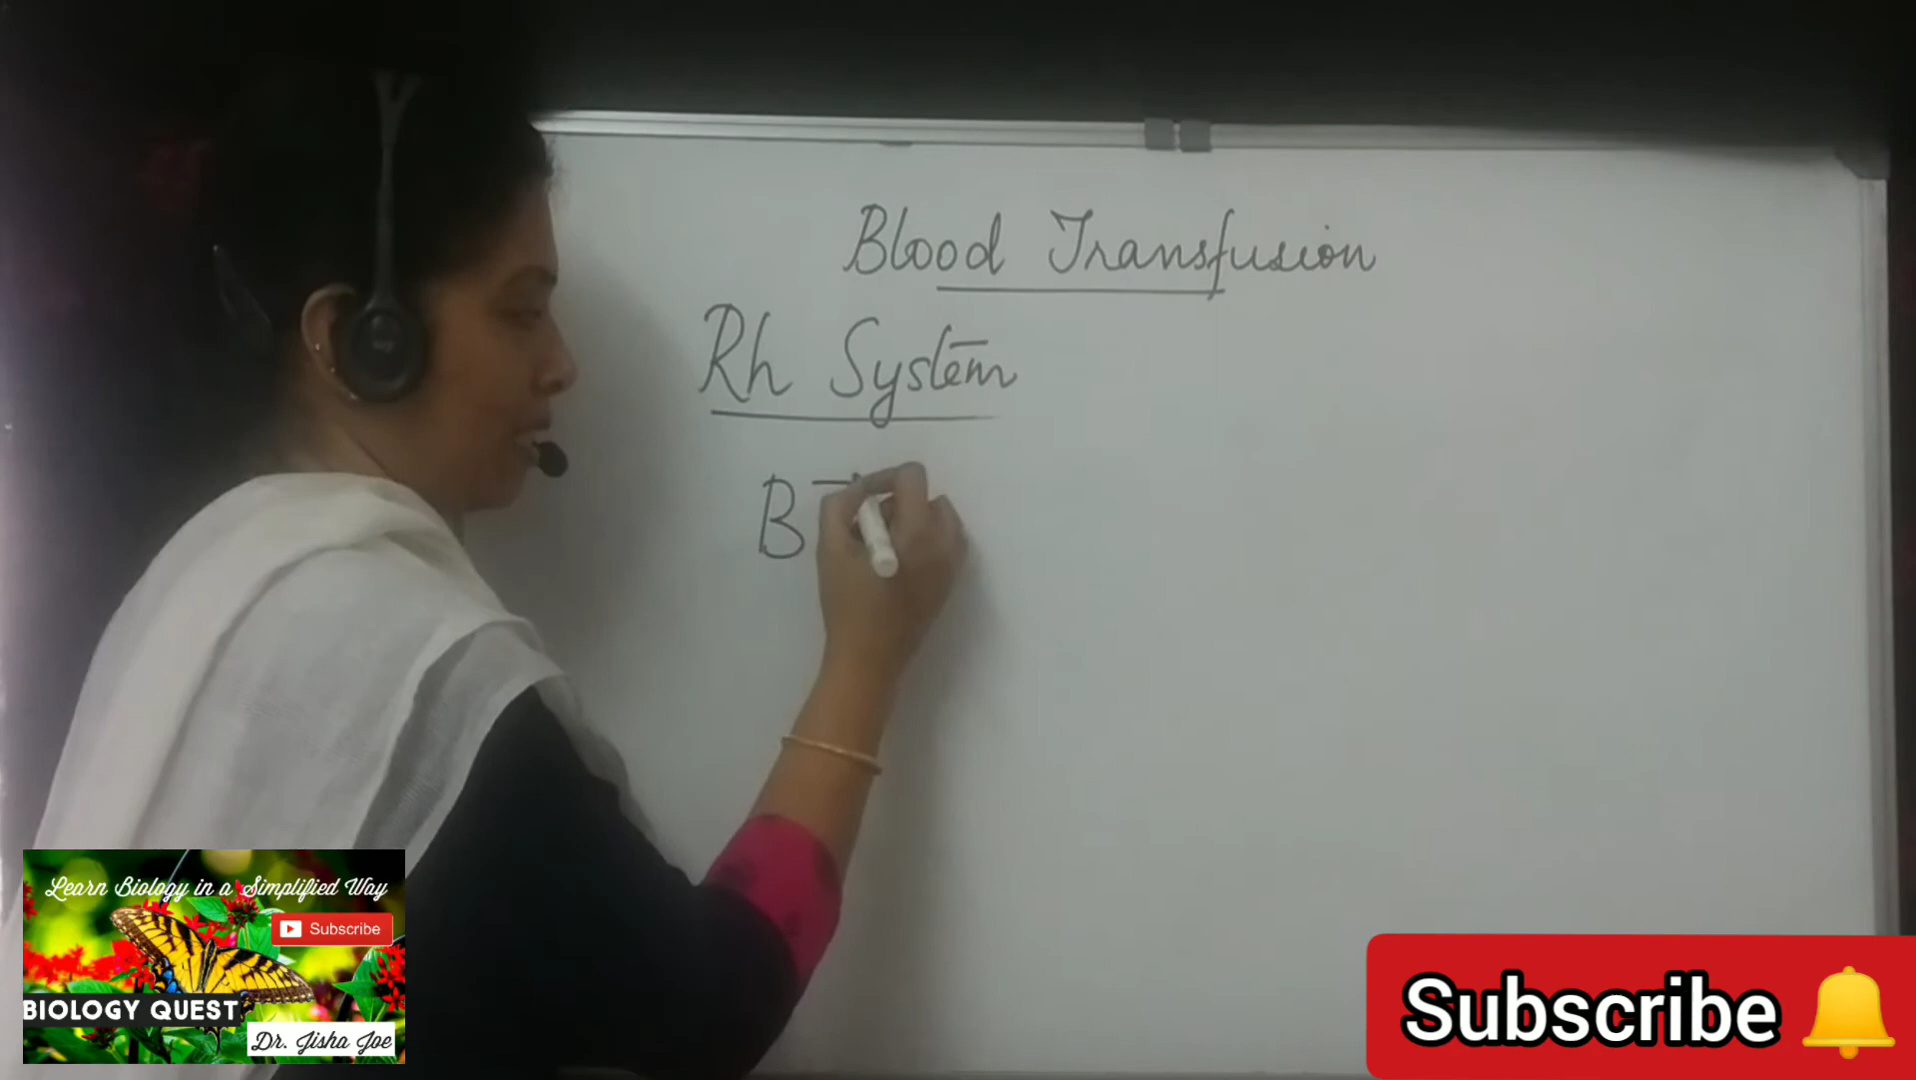 Blood Transfusion
Rh System
B
Learn Biology in a Simplified Way
Subscribe
BIOLOGY QUEST
Dr. Jisha Joe
Subscribe